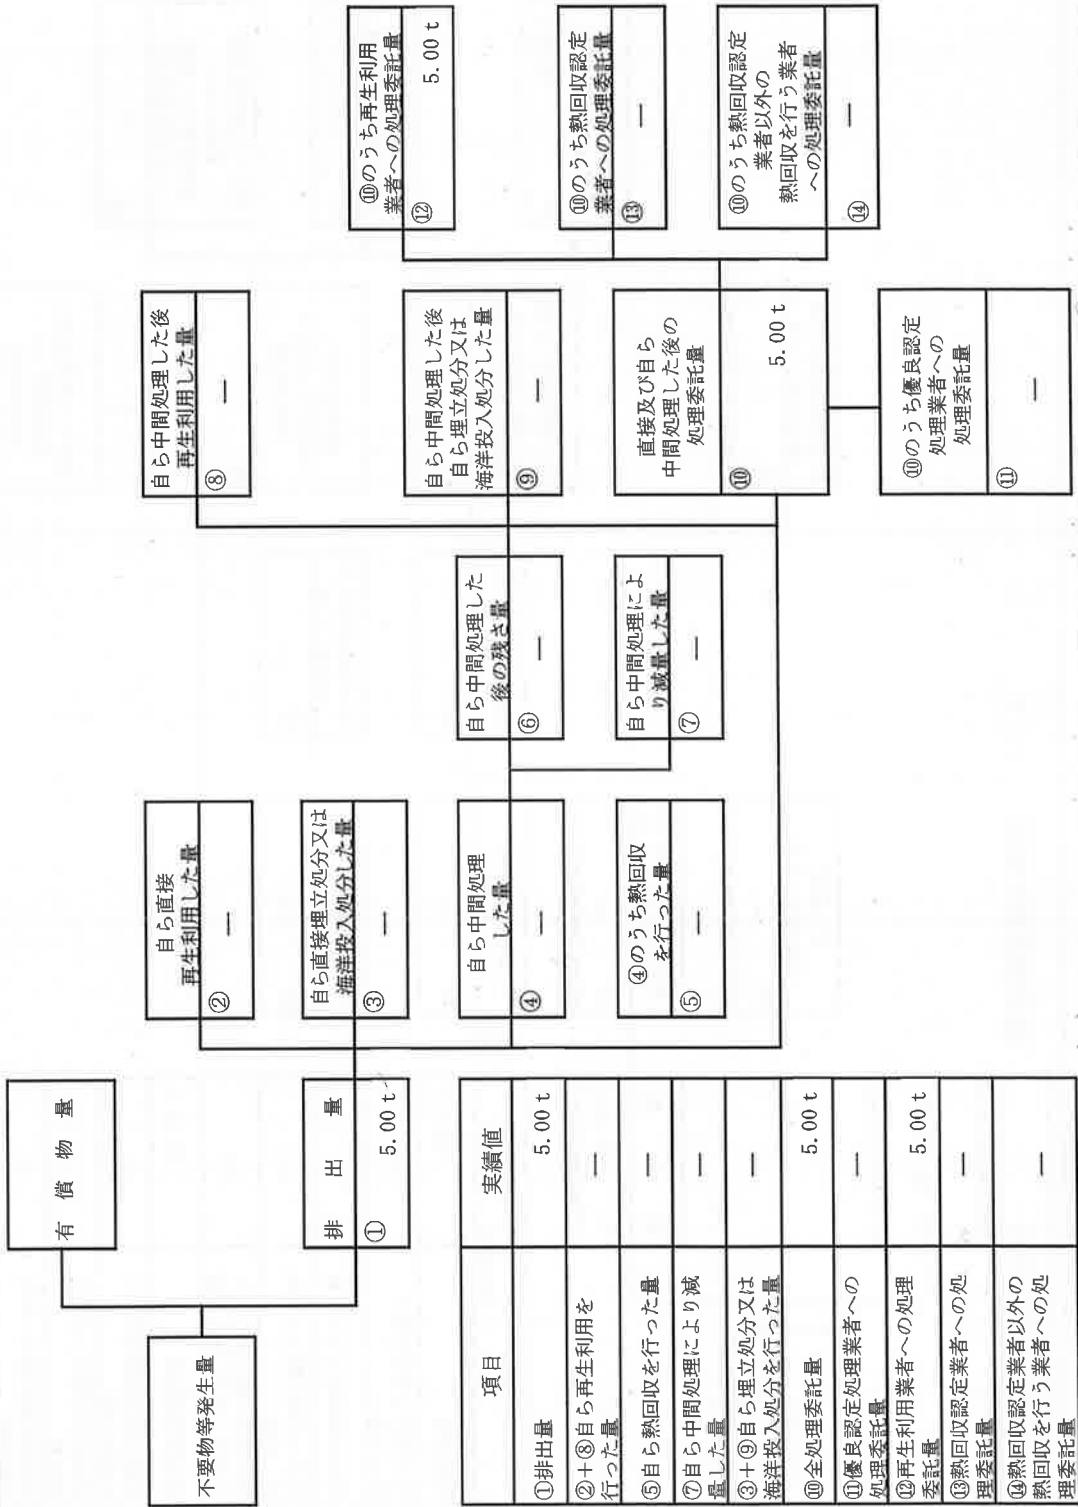 不要物等発生量
有償物量
排出量
① 5.00 t
自ら直接
再生利用した量
② —
自ら直接埋立処分又は
海洋投入処分した量
③ —
自ら中間処理
した量
④ —
④のうち熱回収
を行った量
⑤ —
自ら中間処理した
後の残さ量
⑥ —
自ら中間処理によ
り減量した量
⑦ —
自ら中間処理した後
再生利用した量
⑧ —
自ら中間処理した後
自ら埋立処分又は
海洋投入処分した量
⑨ —
直接及び自ら
中間処理した後の
処理委託量
⑩ 5.00 t
⑩のうち優良認定
処理業者への
処理委託量
⑪ —
⑩のうち再生利用
業者への処理委託量
⑫ 5.00 t
⑩のうち熱回収認定
業者への処理委託量
⑬ —
⑩のうち熱回収認定
業者以外の
熱回収を行う業者
への処理委託量
⑭ —
項目 実績値
①排出量 5.00 t
②+⑧自ら再生利用を
行った量 —
⑤自ら熱回収を行った量 —
⑦自ら中間処理により減
量した量 —
③+⑨自ら埋立処分又は
海洋投入処分を行った量 —
⑩全処理委託量 5.00 t
⑪優良認定処理業者への
処理委託量 —
⑫再生利用業者への処理
委託量 5.00 t
⑬熱回収認定業者への処
理委託量 —
⑭熱回収認定業者以外の
熱回収を行う業者への処
理委託量 —